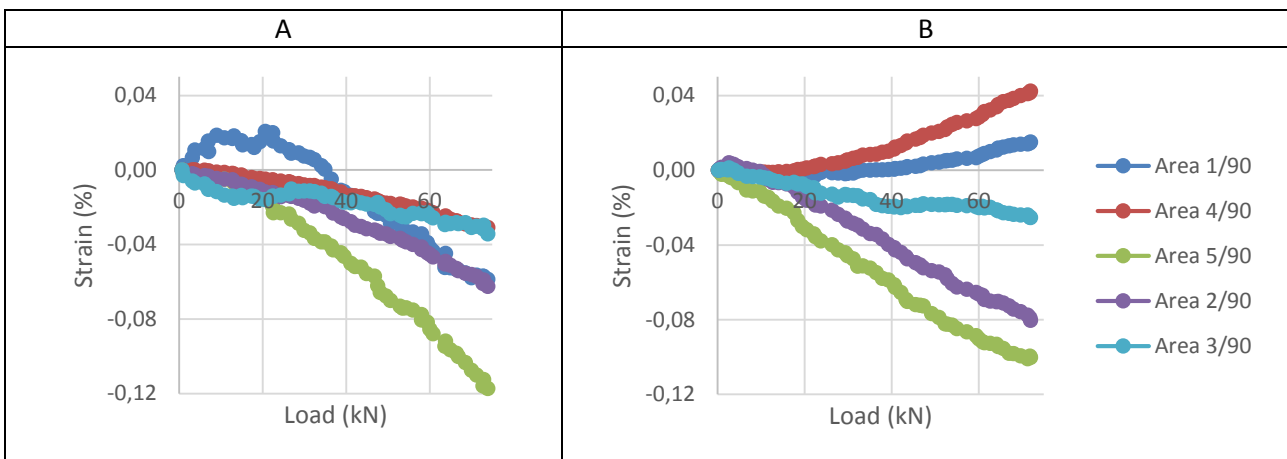 A
B
0,04
0,00
-0,04
-0,08
-0,12
0
20
40
60
Strain (%)
Load (kN)
0,04
0,00
-0,04
-0,08
-0,12
0
20
40
60
Strain (%)
Load (kN)
Area 1/90
Area 4/90
Area 5/90
Area 2/90
Area 3/90